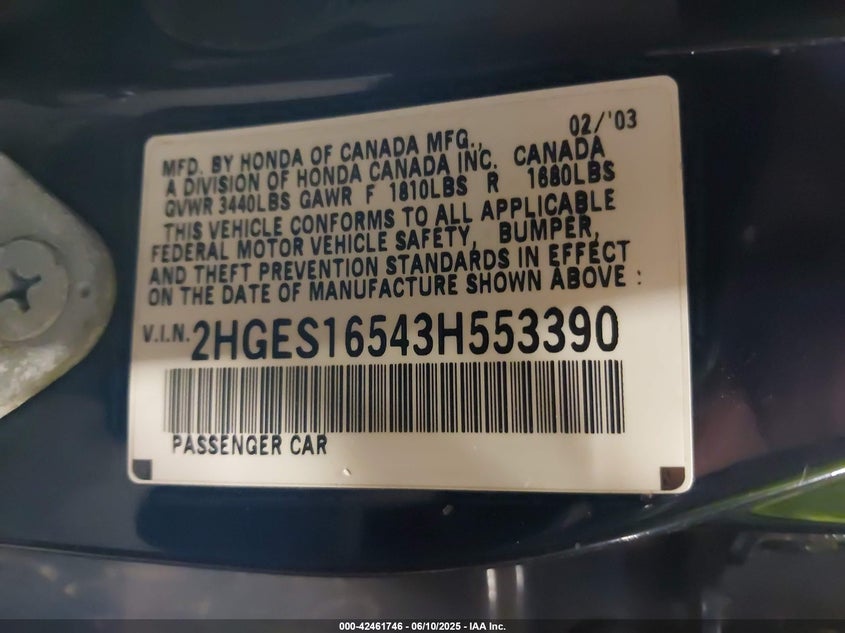 02/'03
MFD. BY HONDA OF CANADA MFG.,
A DIVISION OF HONDA CANADA INC. CANADA
GVWR 3440LBS GAWR F 1810LBS R 1680LBS
THIS VEHICLE CONFORMS TO ALL APPLICABLE
FEDERAL MOTOR VEHICLE SAFETY, BUMPER,
AND THEFT PREVENTION STANDARDS IN EFFECT
ON THE DATE OF MANUFACTURE SHOWN ABOVE :
V.I.N. 2HGES16543H553390
PASSENGER CAR
000-42461746 - 06/10/2025 - IAA Inc.